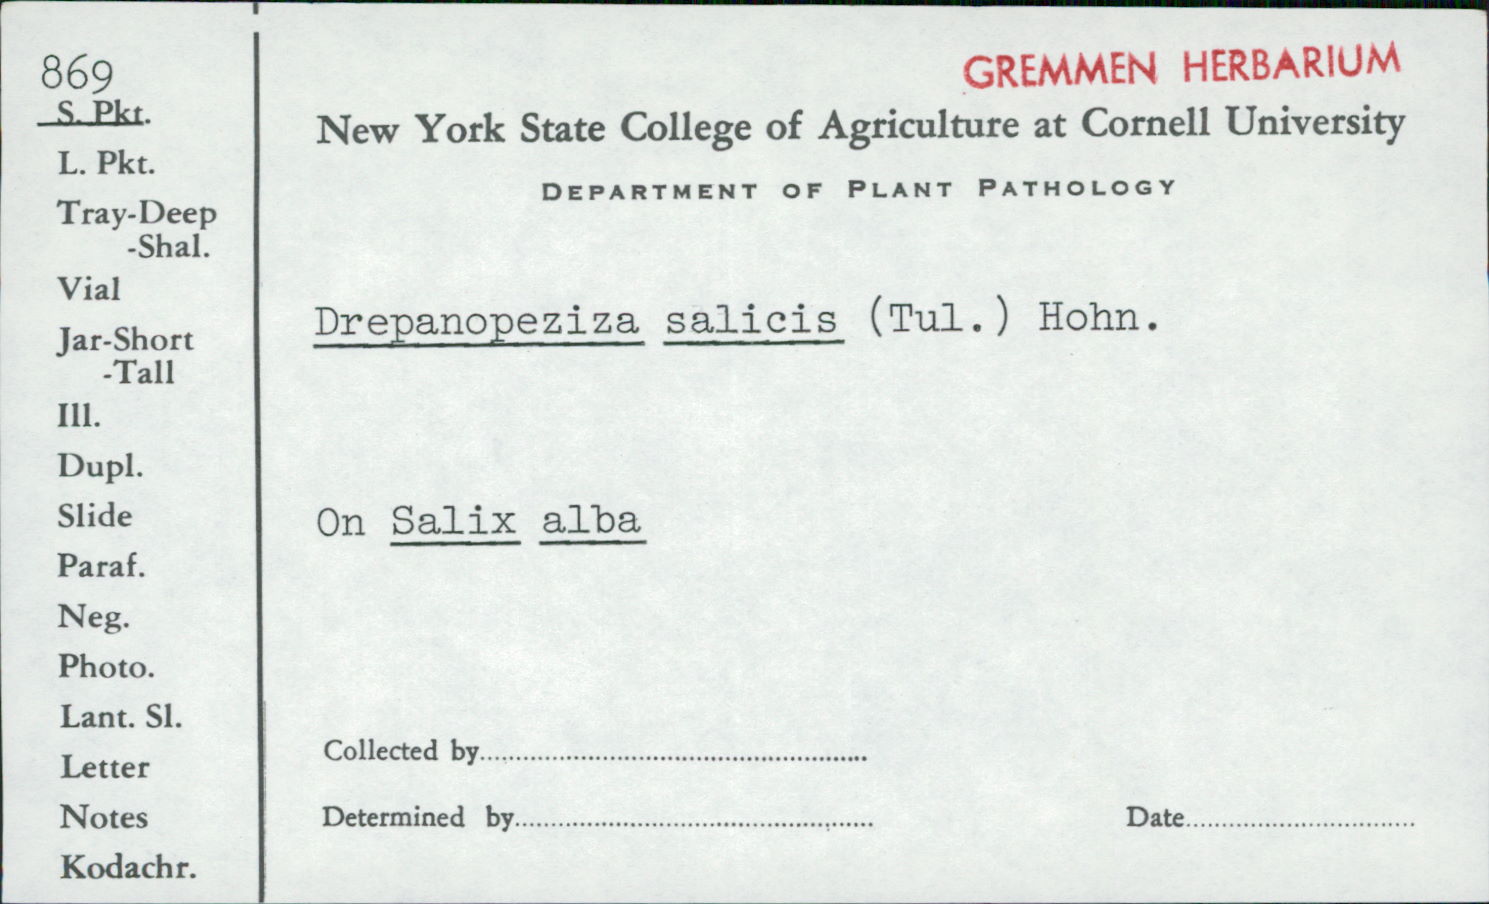 869
S. Pkt.
L. Pkt.
Tray-Deep
-Shal.
Vial
Jar-Short
-Tall
Ill.
Dupl.
Slide
Paraf.
Neg.
Photo.
Lant. Sl.
Letter
Notes
Kodachr.
GREMMEN HERBARIUM
New York State College of Agriculture at Cornell University
DEPARTMENT OF PLANT PATHOLOGY
Drepanopeziza salicis (Tul.) Hohn.
On Salix alba
Collected by
Determined by
Date